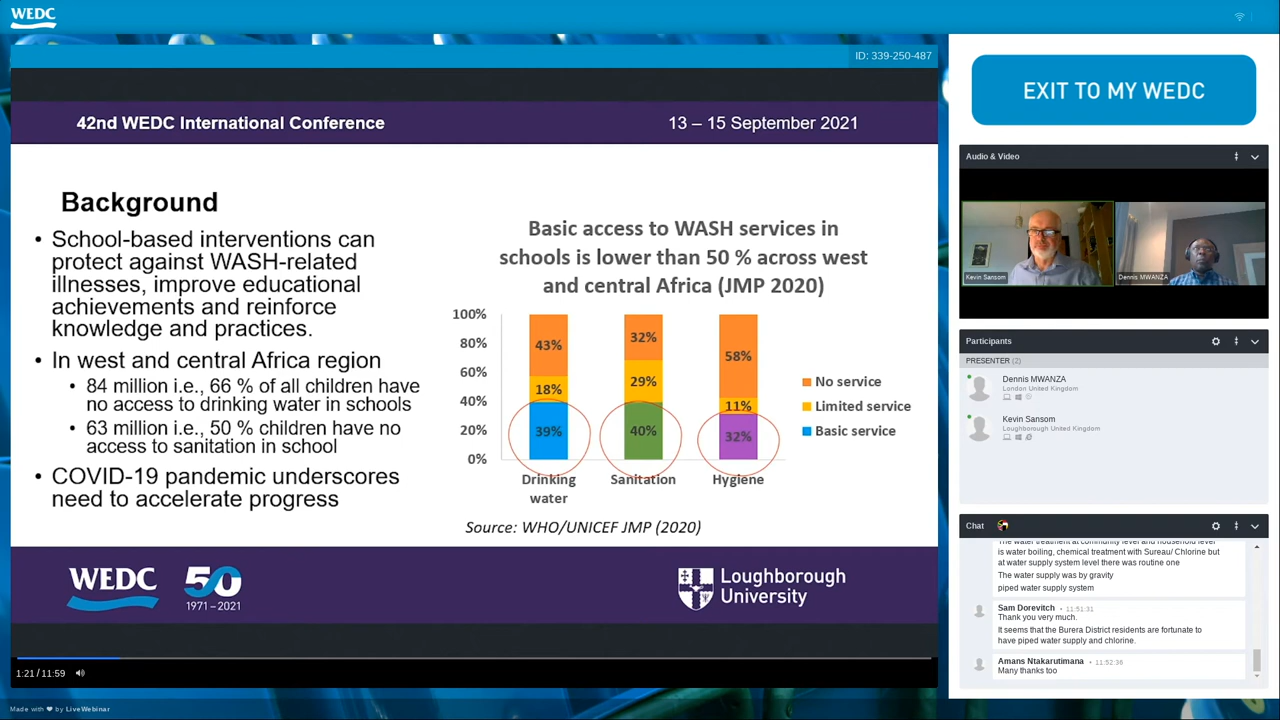 WEDC
ID: 339-250-487
42nd WEDC International Conference
13 – 15 September 2021
Background
• School-based interventions can
protect against WASH-related
illnesses, improve educational
achievements and reinforce
knowledge and practices.
• In west and central Africa region
• 84 million i.e., 66 % of all children have
no access to drinking water in schools
• 63 million i.e., 50 % children have no
access to sanitation in school
• COVID-19 pandemic underscores
need to accelerate progress
Basic access to WASH services in
schools is lower than 50 % across west
and central Africa (JMP 2020)
100%
80%
60%
40%
20%
0%
43%
18%
39%
32%
29%
40%
58%
11%
32%
Drinking
water
Sanitation
Hygiene
No service
Limited service
Basic service
Source: WHO/UNICEF JMP (2020)
WEDC
50
1971 – 2021
Loughborough
University
1:21 / 11:59
Made with ❤ by LiveWebinar
EXIT TO MY WEDC
Audio & Video
Kevin Sansom
Dennis MWANZA
Participants
PRESENTER (2)
Dennis MWANZA
London United Kingdom
Kevin Sansom
Loughborough United Kingdom
Chat
The water treatment at community level and household level
is water boiling, chemical treatment with Sureau/ Chlorine but
at water supply system level there was routine one
The water supply was by gravity
piped water supply system
Sam Dorevitch • 11:51:31
Thank you very much.
It seems that the Burera District residents are fortunate to
have piped water supply and chlorine.
Amans Ntakarutimana • 11:52:36
Many thanks too